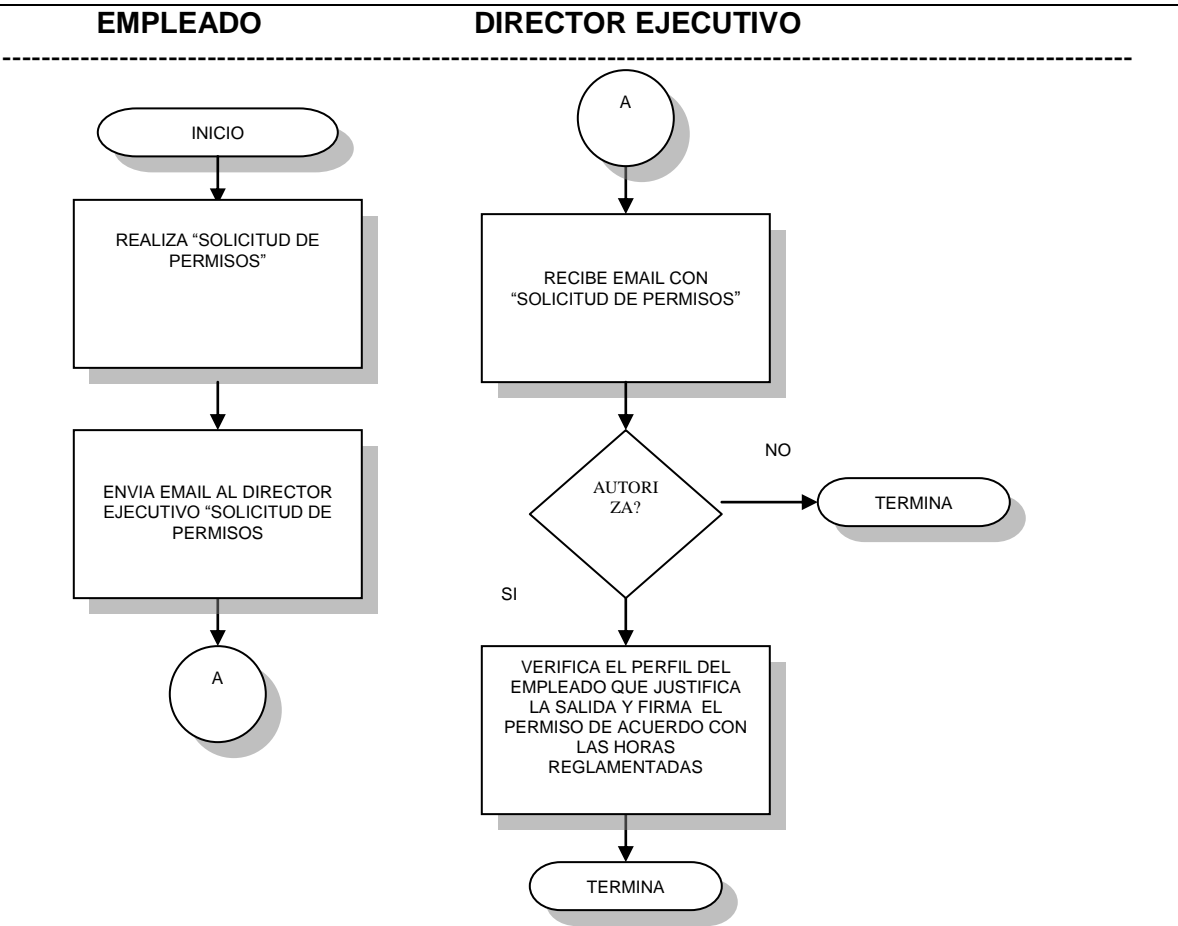 EMPLEADO
DIRECTOR EJECUTIVO
INICIO
REALIZA “SOLICITUD DE
PERMISOS”
ENVIA EMAIL AL DIRECTOR
EJECUTIVO “SOLICITUD DE
PERMISOS
A
A
RECIBE EMAIL CON
“SOLICITUD DE PERMISOS”
AUTORI
ZA?
NO
TERMINA
SI
VERIFICA EL PERFIL DEL
EMPLEADO QUE JUSTIFICA
LA SALIDA Y FIRMA EL
PERMISO DE ACUERDO CON
LAS HORAS
REGLAMENTADAS
TERMINA